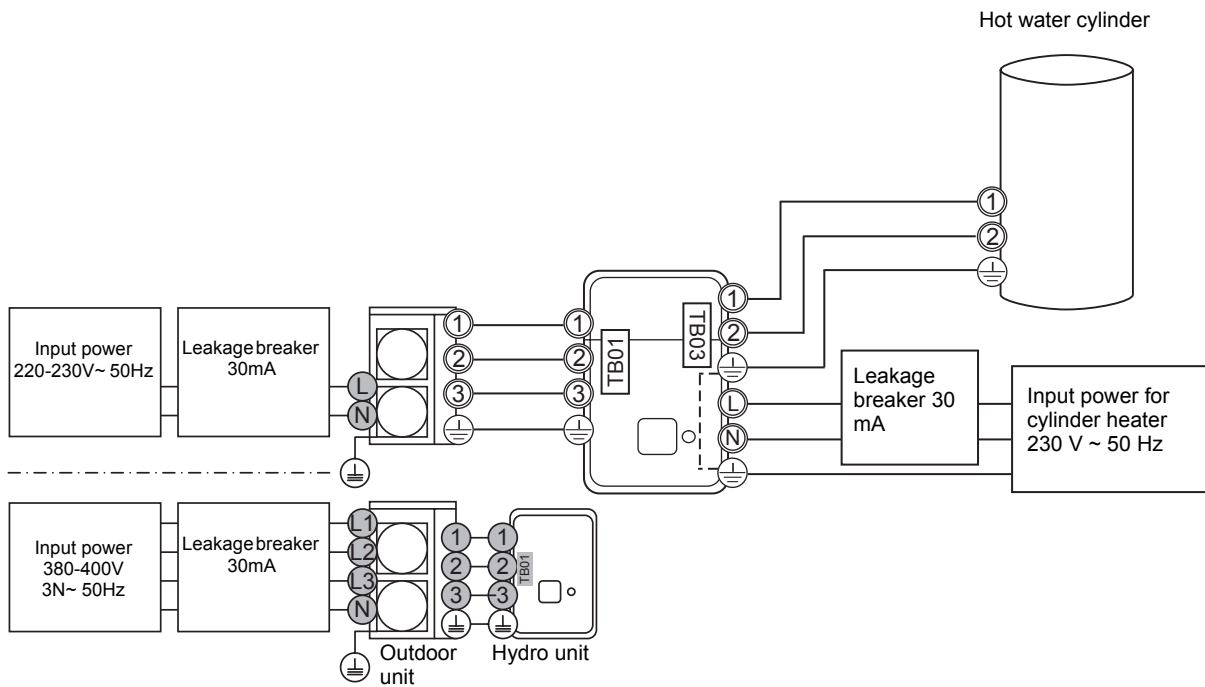 Hot water cylinder
1
2
1
2
3
1
2
3
TB01
TB03
1
2
L
N
Input power
220-230V~ 50Hz
Leakage breaker
30mA
L
N
Leakage
breaker 30
mA
Input power for
cylinder heater
230 V ~ 50 Hz
Input power
380-400V
3N~ 50Hz
Leakage breaker
30mA
L1
L2
L3
N
1
2
3
1
2
3
TB01
Outdoor
unit
Hydro unit